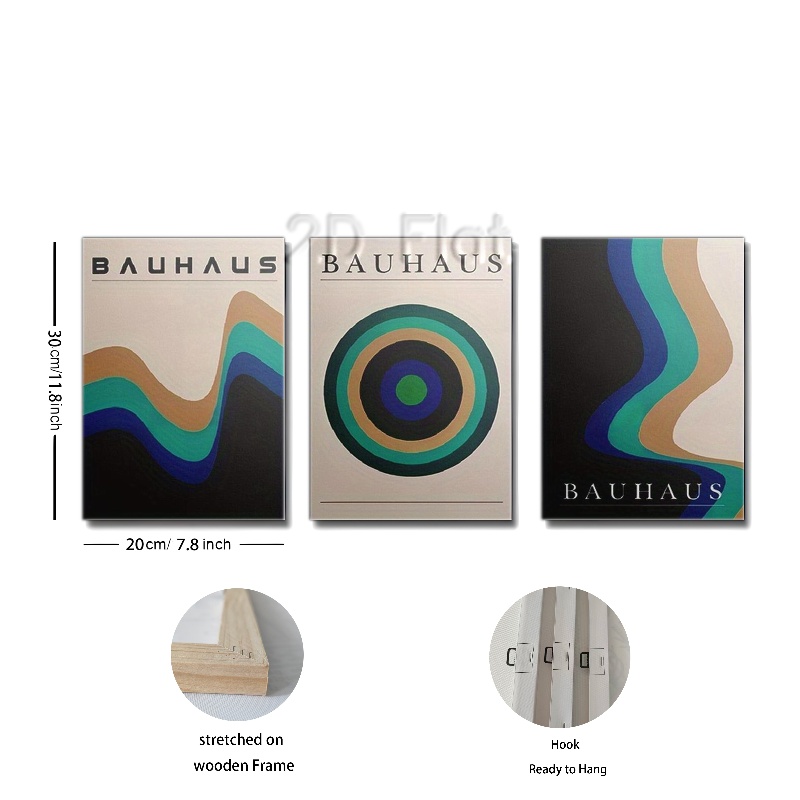 2D Flat
BAUHAUS
BAUHAUS
BAUHAUS
30cm/11.8inch
20cm/ 7.8 inch
stretched on
wooden Frame
Hook
Ready to Hang